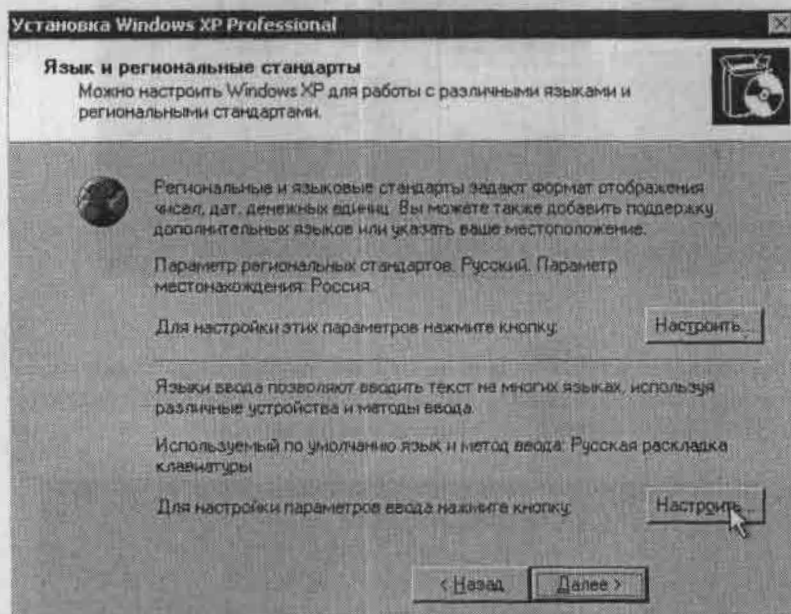 Установка Windows XP Professional
Язык и региональные стандарты
Можно настроить Windows XP для работы с различными языками и
региональными стандартами.
Региональные и языковые стандарты задают формат отображения
чисел, дат, денежных единиц. Вы можете также добавить поддержку
дополнительных языков или указать ваше местоположение.
Параметр региональных стандартов: Русский. Параметр
местонахождения: Россия.
Для настройки этих параметров нажмите кнопку:
Настроить...
Языки ввода позволяют вводить текст на многих языках, используя
различные устройства и методы ввода.
Используемый по умолчанию язык и метод ввода: Русская раскладка
клавиатуры
Для настройки параметров ввода нажмите кнопку:
Настроить...
< Назад
Далее >